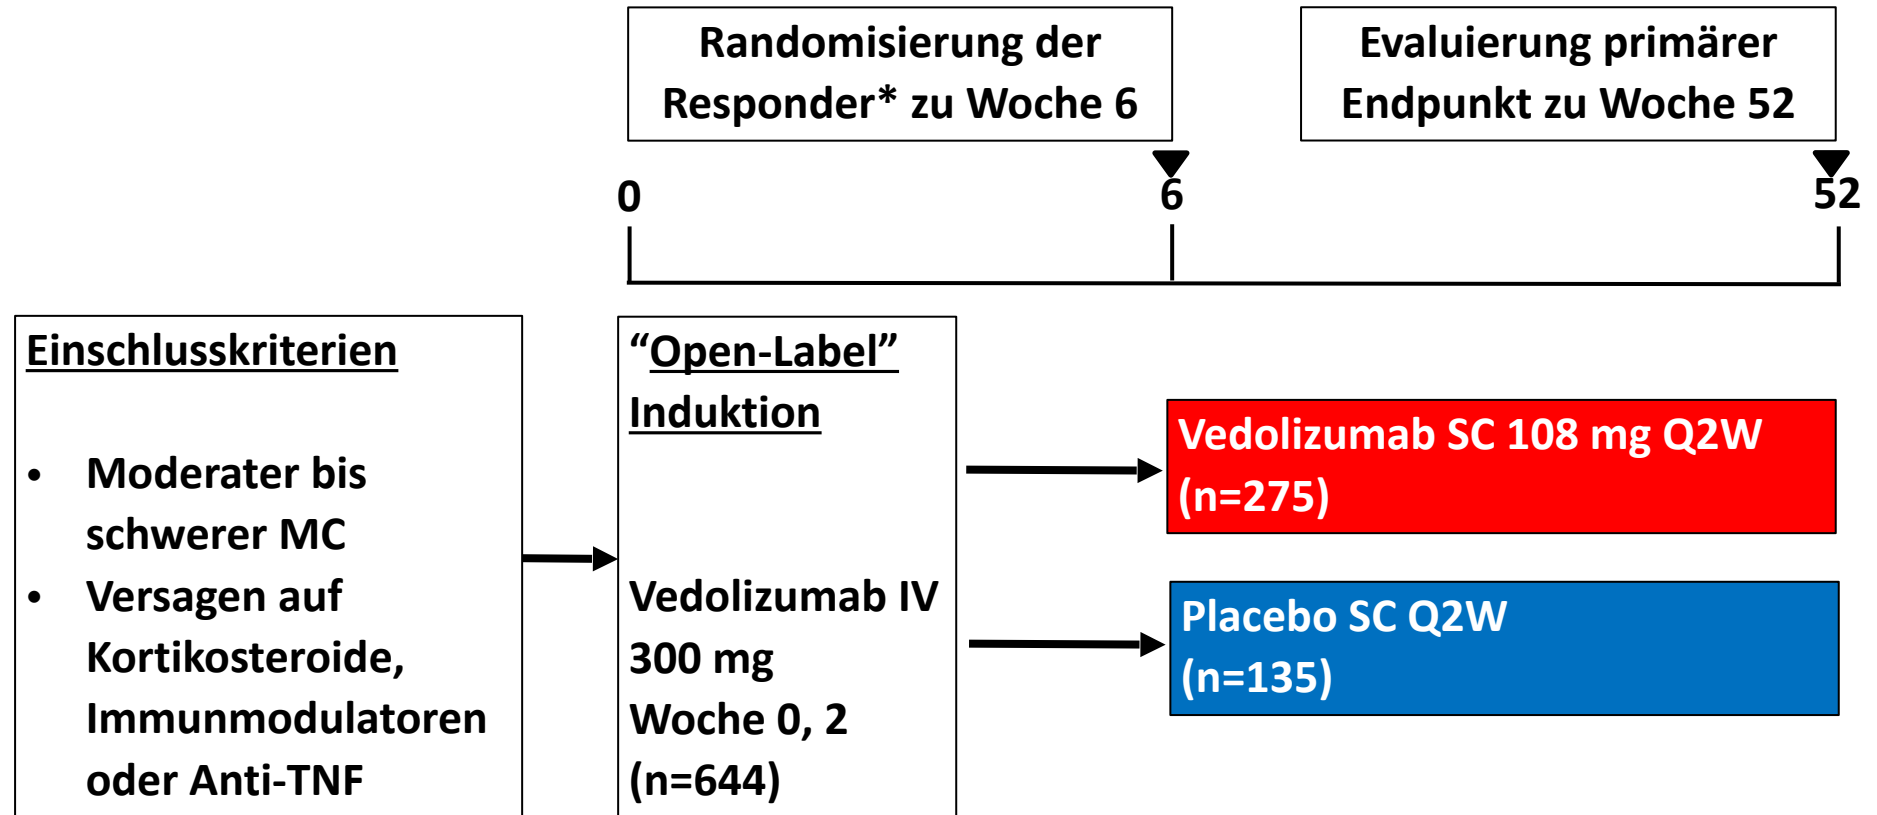 Randomisierung der
Responder* zu Woche 6
Evaluierung primärer
Endpunkt zu Woche 52
0
6
52
Einschlusskriterien
• Moderater bis
schwerer MC
• Versagen auf
Kortikosteroide,
Immunmodulatoren
oder Anti-TNF
“Open-Label”
Induktion
Vedolizumab IV
300 mg
Woche 0, 2
(n=644)
Vedolizumab SC 108 mg Q2W
(n=275)
Placebo SC Q2W
(n=135)